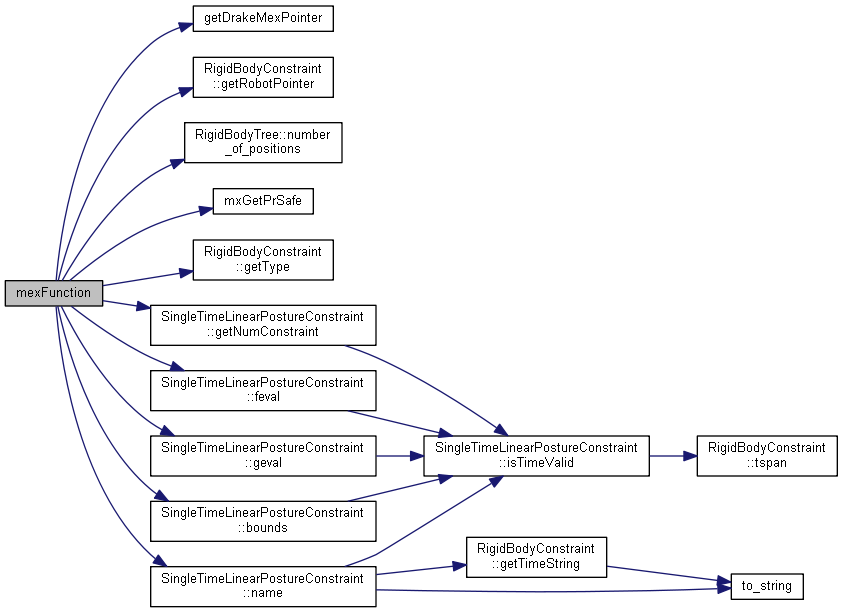 getDrakeMexPointer
RigidBodyConstraint
::getRobotPointer
RigidBodyTree::number
_of_positions
mxGetPrSafe
RigidBodyConstraint
::getType
mexFunction
SingleTimeLinearPostureConstraint
::getNumConstraint
SingleTimeLinearPostureConstraint
::feval
SingleTimeLinearPostureConstraint
::geval
SingleTimeLinearPostureConstraint
::isTimeValid
RigidBodyConstraint
::tspan
SingleTimeLinearPostureConstraint
::bounds
SingleTimeLinearPostureConstraint
::name
RigidBodyConstraint
::getTimeString
to_string